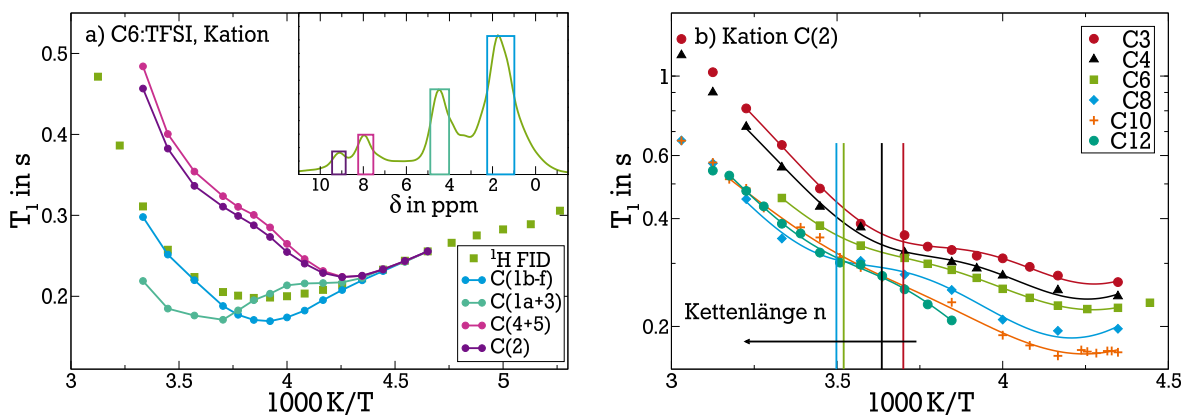 a) C6:TFSI, Kation
T₁ in s
0.5
0.4
0.3
0.2
3
3.5
4
4.5
5
1000 K/T
10
8
6
4
2
0
δ in ppm
¹H FID
C(1b-f)
C(1a+3)
C(4+5)
C(2)
b) Kation C(2)
T₁ in s
1
0.6
0.4
0.2
3
3.5
4
4.5
1000 K/T
Kettenlänge n
C3
C4
C6
C8
C10
C12